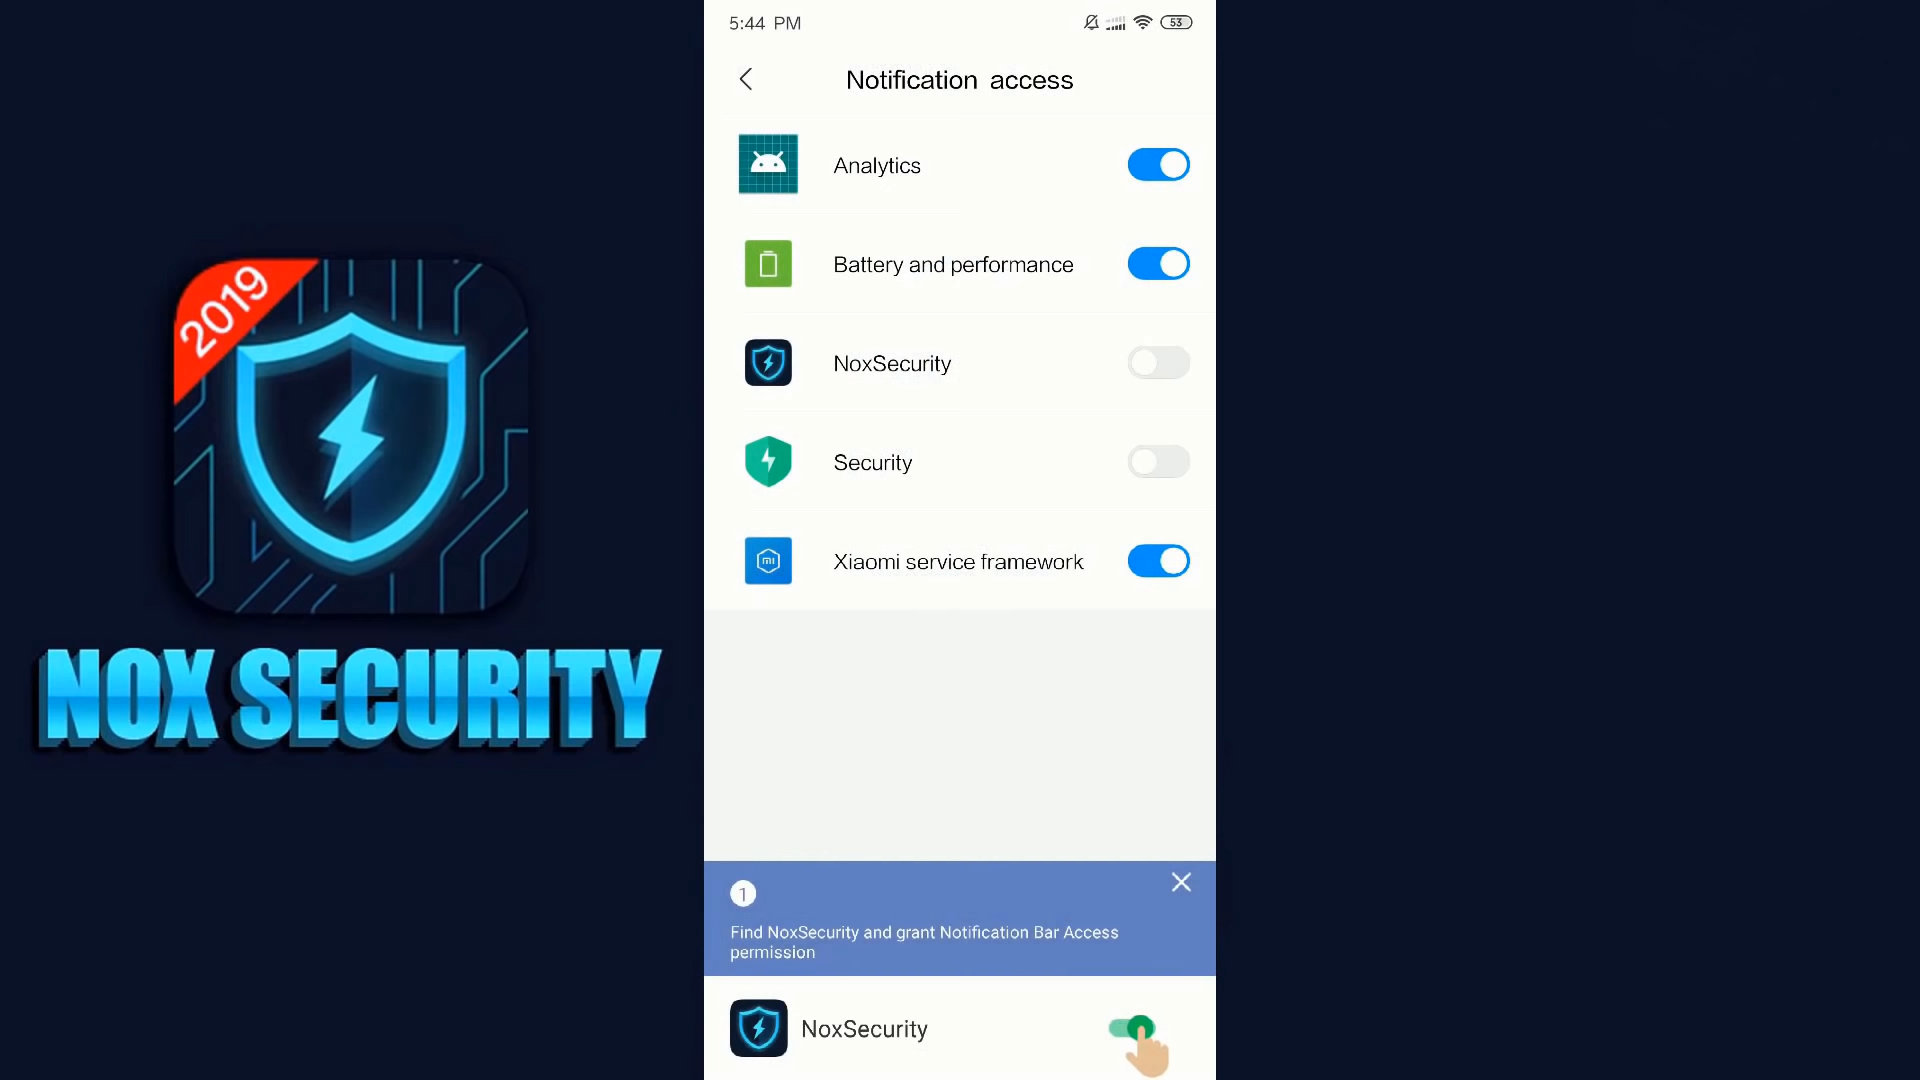 5:44 PM
53
Notification access
Analytics
Battery and performance
NoxSecurity
Security
Xiaomi service framework
1
Find NoxSecurity and grant Notification Bar Access
permission
NoxSecurity
2019
NOX SECURITY